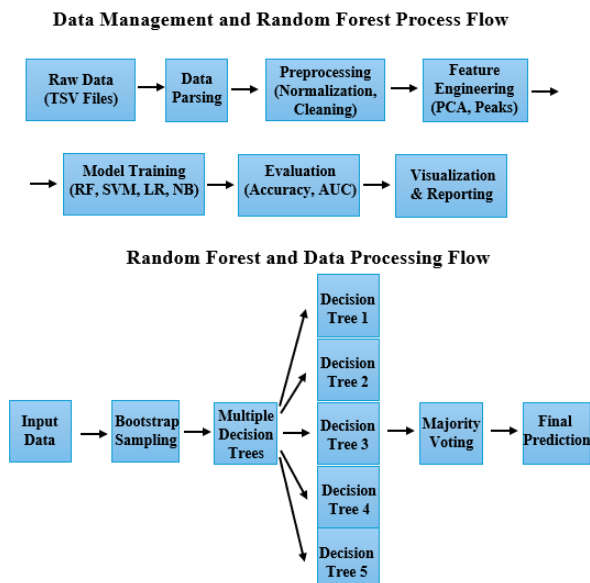 Data Management and Random Forest Process Flow
Raw Data
(TSV Files)
Data
Parsing
Preprocessing
(Normalization,
Cleaning)
Feature
Engineering
(PCA, Peaks)
Model Training
(RF, SVM, LR, NB)
Evaluation
(Accuracy, AUC)
Visualization
& Reporting
Random Forest and Data Processing Flow
Input
Data
Bootstrap
Sampling
Multiple
Decision
Trees
Decision
Tree 1
Decision
Tree 2
Decision
Tree 3
Decision
Tree 4
Decision
Tree 5
Majority
Voting
Final
Prediction